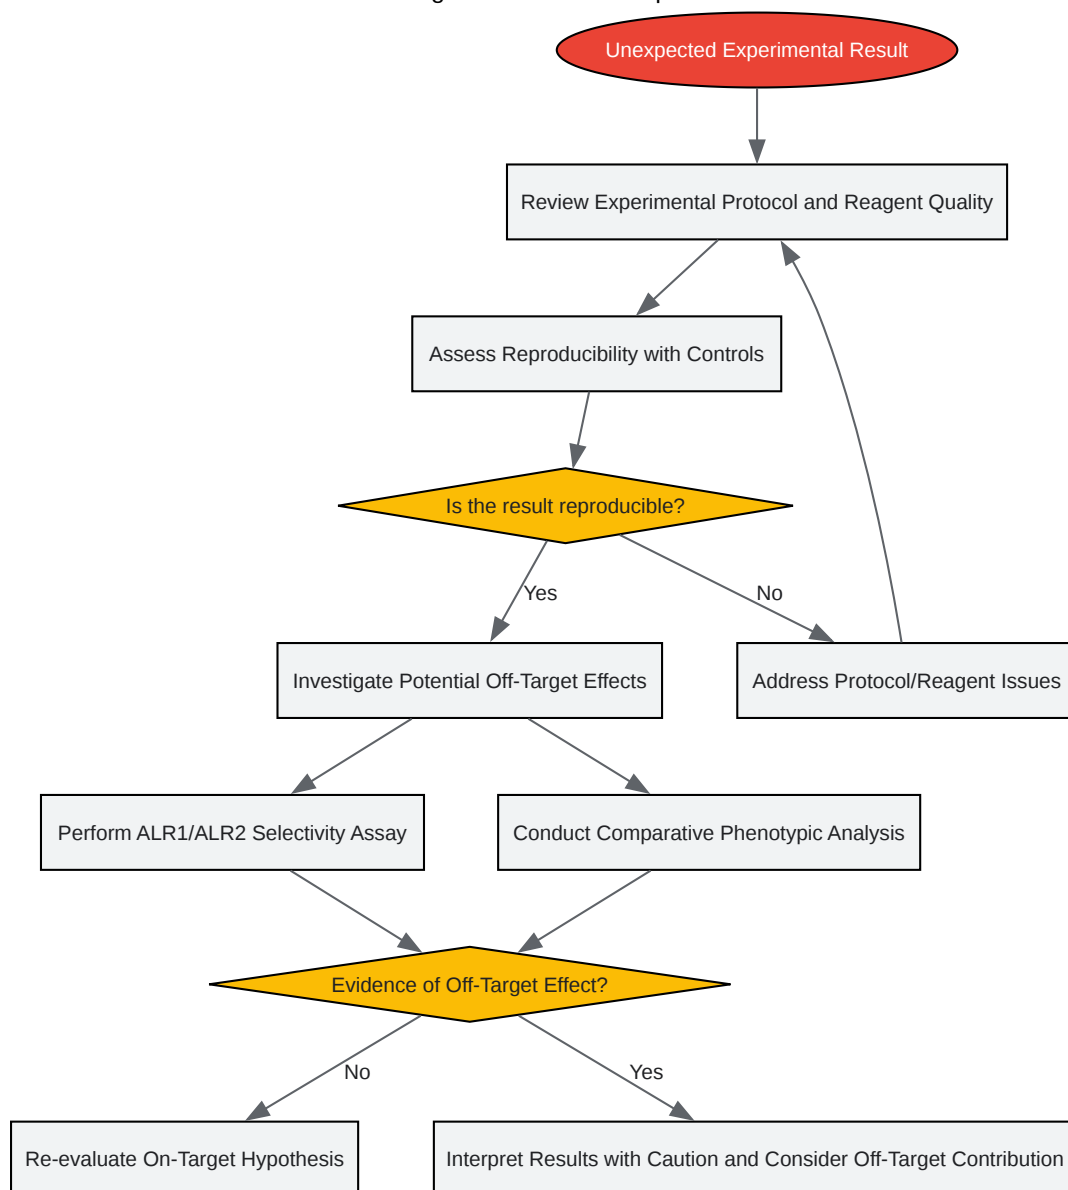 Unexpected Experimental Result
Review Experimental Protocol and Reagent Quality
Assess Reproducibility with Controls
Is the result reproducible?
Yes
No
Investigate Potential Off-Target Effects
Address Protocol/Reagent Issues
Perform ALR1/ALR2 Selectivity Assay
Conduct Comparative Phenotypic Analysis
Evidence of Off-Target Effect?
No
Yes
Re-evaluate On-Target Hypothesis
Interpret Results with Caution and Consider Off-Target Contribution